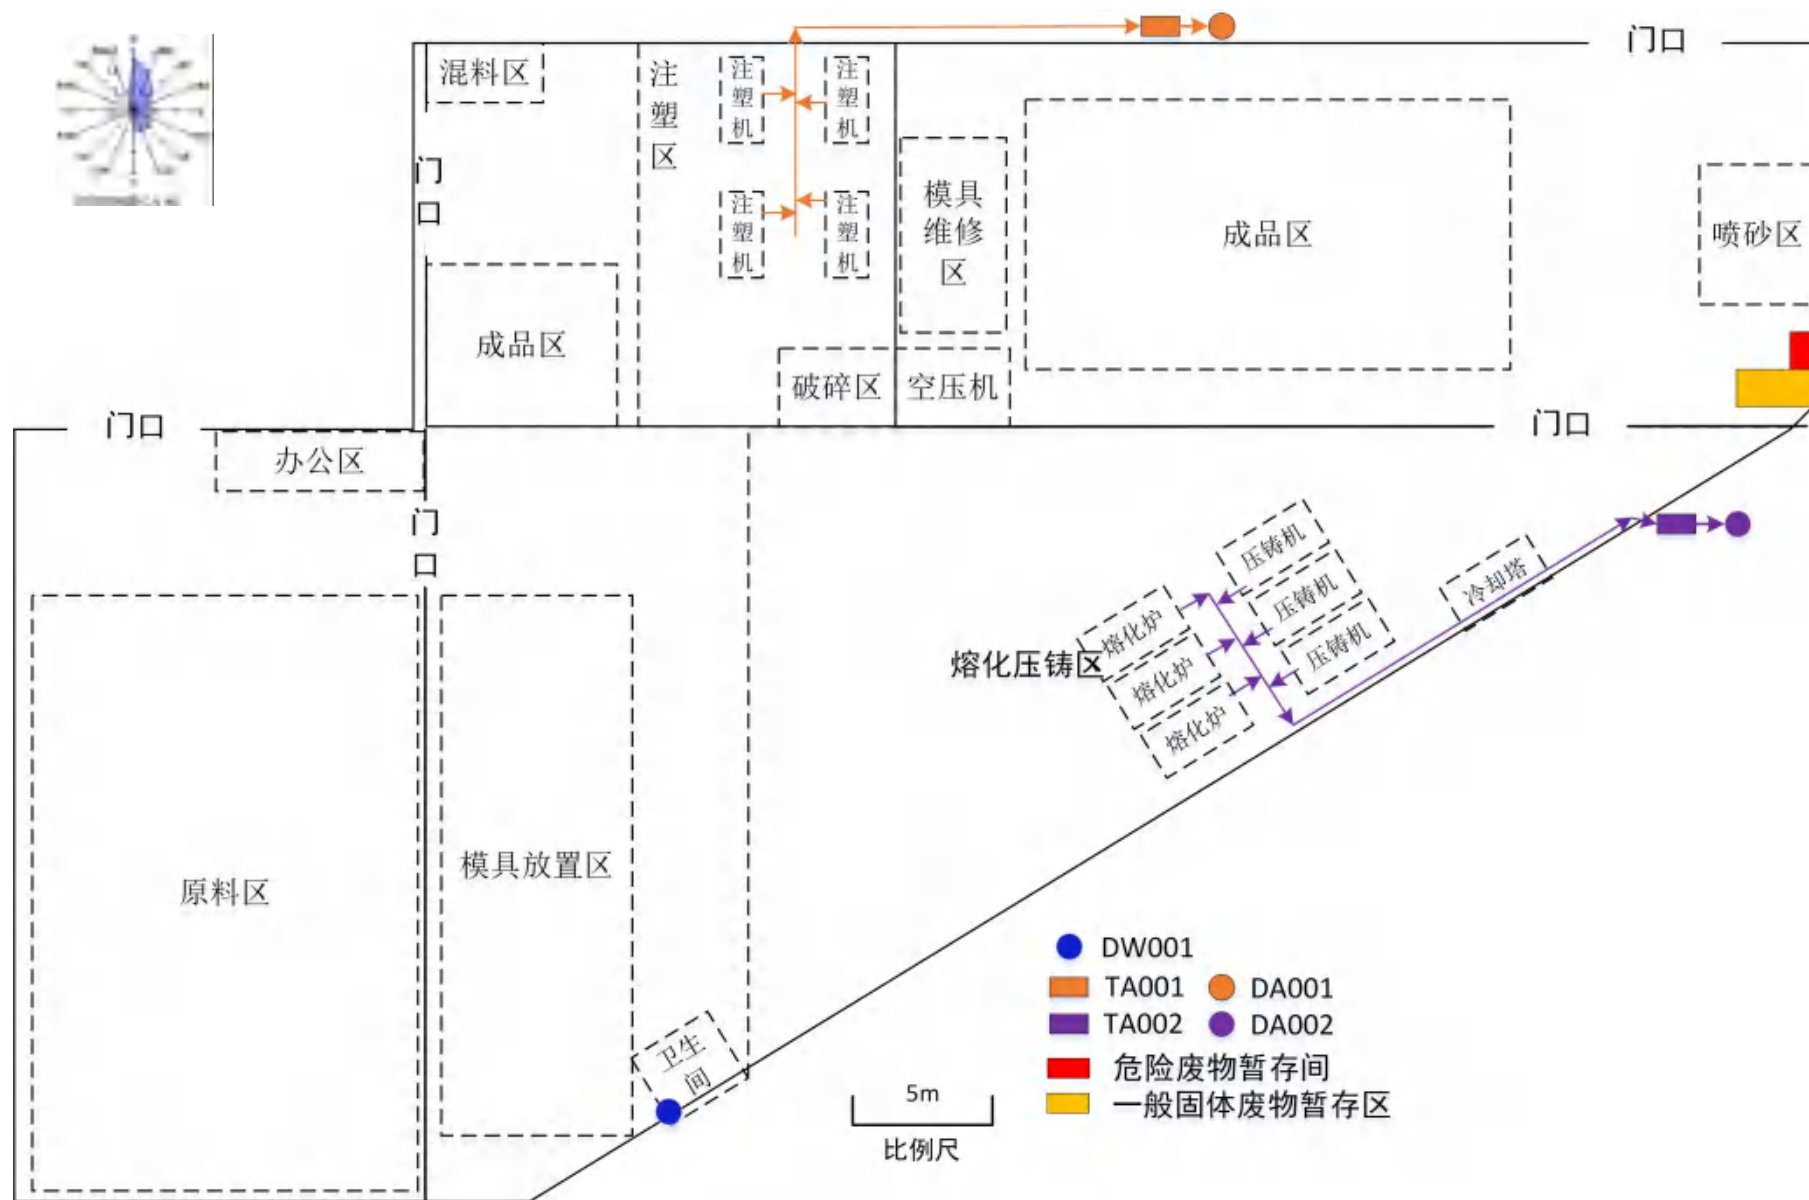 门口
混料区
注
塑
区
注
塑
机
注
塑
机
门
口
注
塑
机
注
塑
机
模具
维修
区
成品区
喷砂区
成品区
破碎区
空压机
门口
门口
办公区
门
口
压铸机
压铸机
压铸机
冷却塔
熔化炉
熔化炉
熔化炉
熔化压铸区
原料区
模具放置区
卫生
间
DW001
TA001
DA001
TA002
DA002
危险废物暂存间
一般固体废物暂存区
5m
比例尺